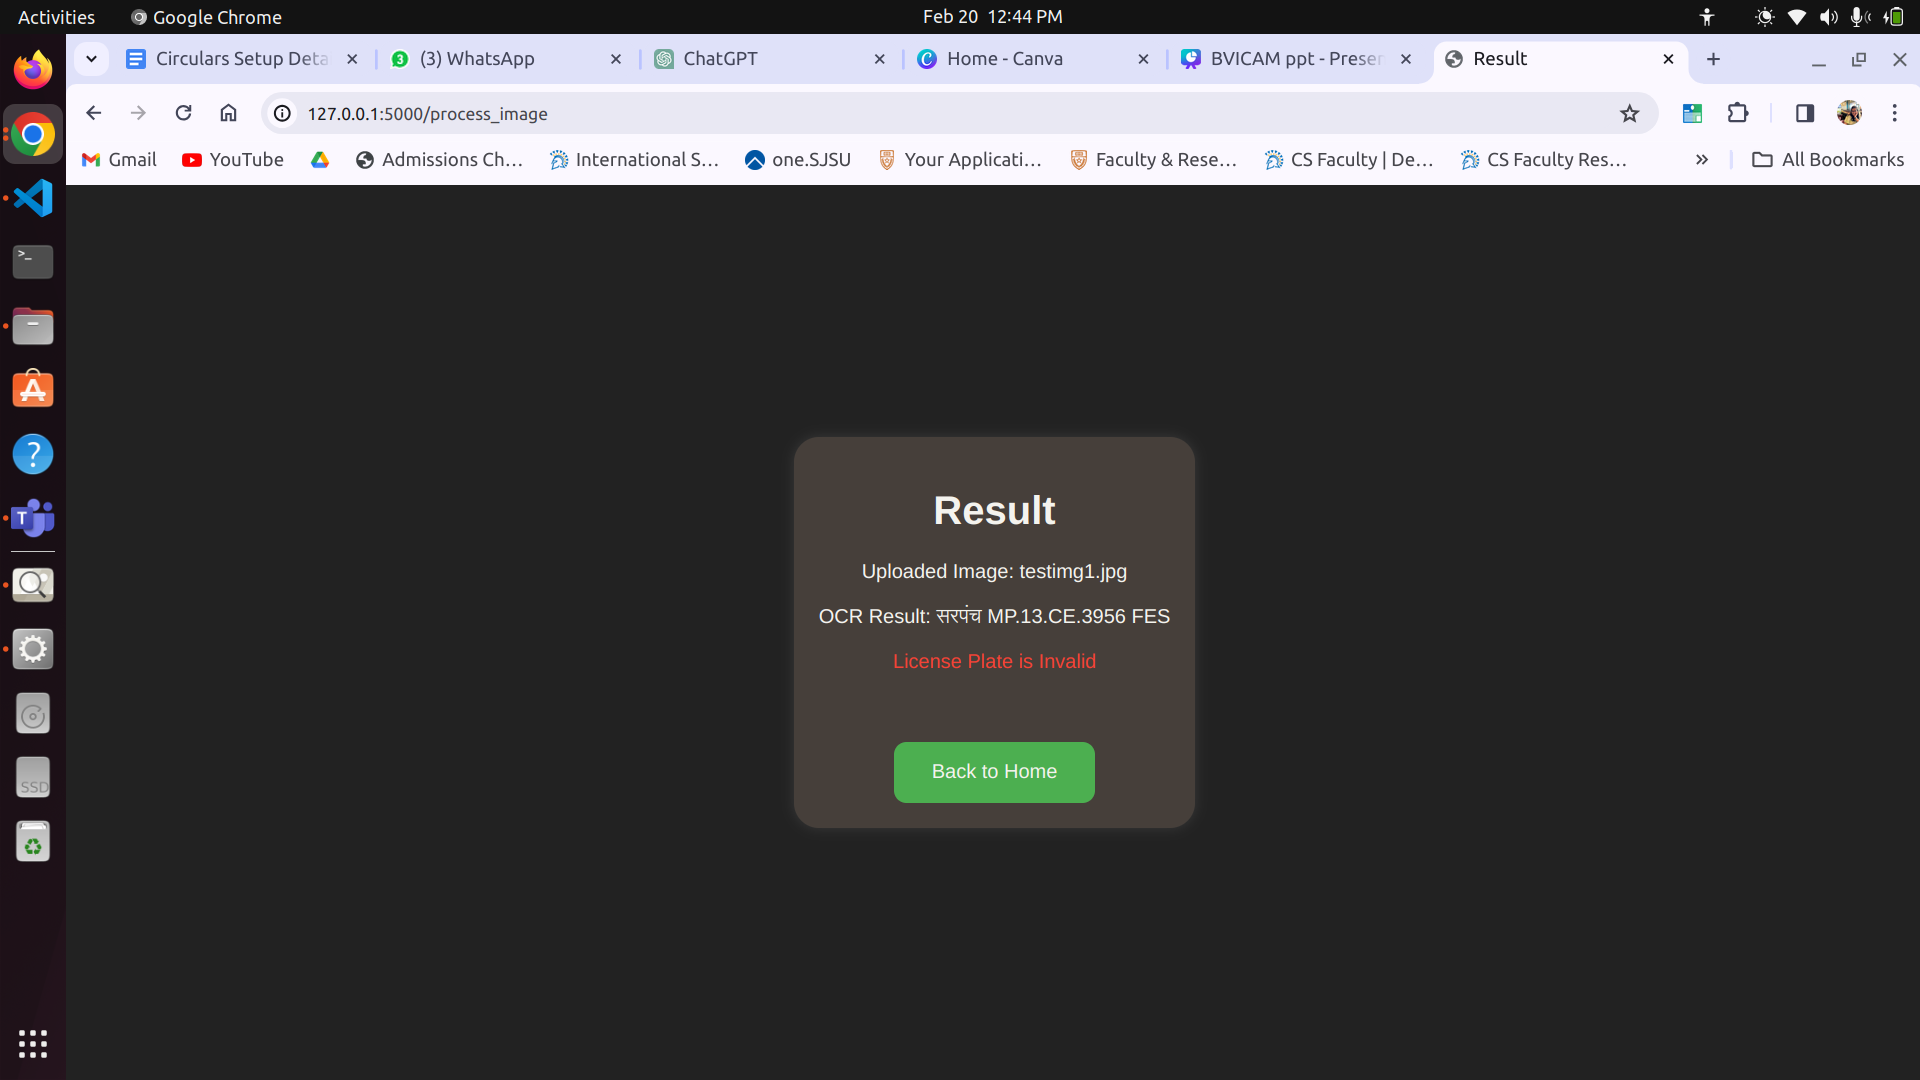 Activities Google Chrome Feb 20 12:44 PM
Circulars Setup Deta (3) WhatsApp ChatGPT Home - Canva BVICAM ppt - Presen Result
127.0.0.1:5000/process_image
Gmail YouTube Admissions Ch... International S... one.SJSU Your Applicati... Faculty & Rese... CS Faculty | De... CS Faculty Res... » All Bookmarks
Result
Uploaded Image: testimg1.jpg
OCR Result: सरपंच MP.13.CE.3956 FES
License Plate is Invalid
Back to Home
SSD